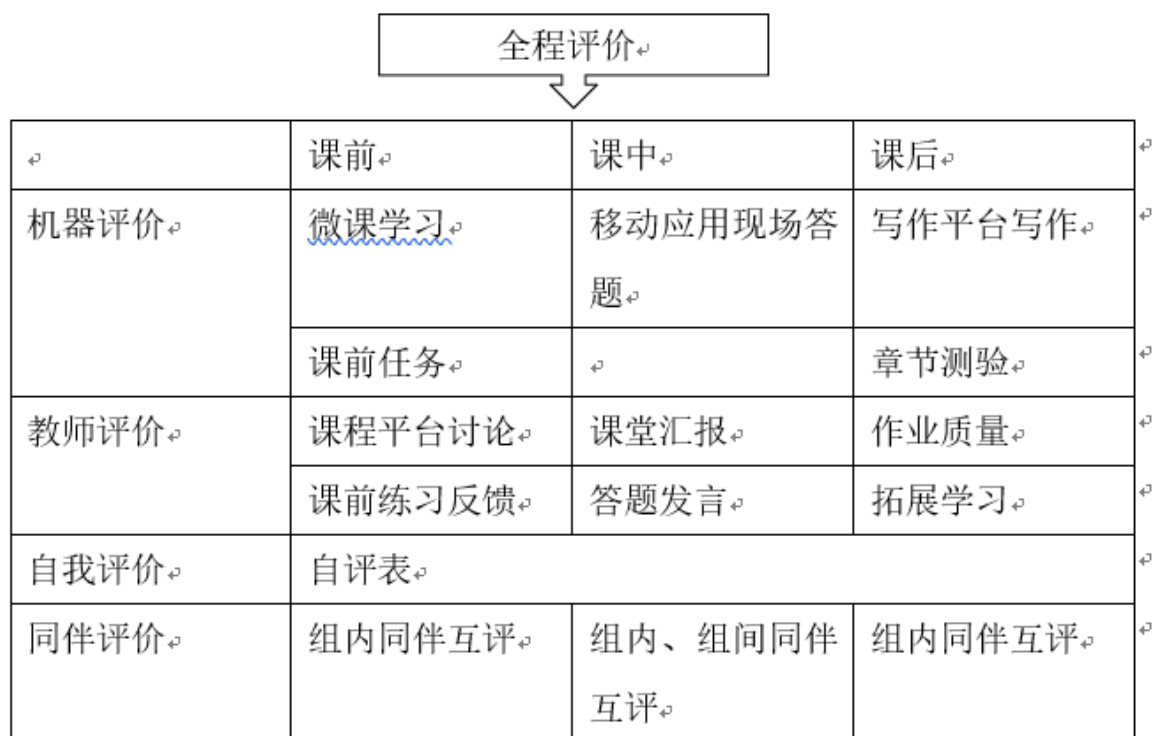 全程评价
课前 课中 课后
机器评价 微课学习 移动应用现场答 写作平台写作
题
课前任务 章节测验
教师评价 课程平台讨论 课堂汇报 作业质量
课前练习反馈 答题发言 拓展学习
自我评价 自评表
同伴评价 组内同伴互评 组内、组间同伴 组内同伴互评
互评